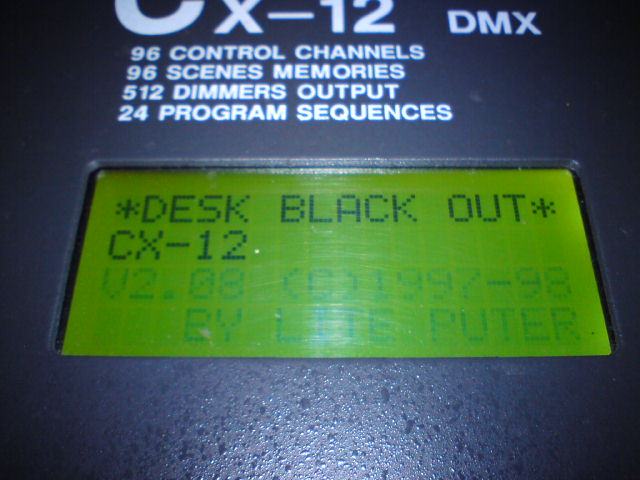 CX-12 DMX
96 CONTROL CHANNELS
96 SCENES MEMORIES
512 DIMMERS OUTPUT
24 PROGRAM SEQUENCES
*DESK BLACK OUT*
CX-12
V2.08 (C)1997-98
BY LITE PUTER